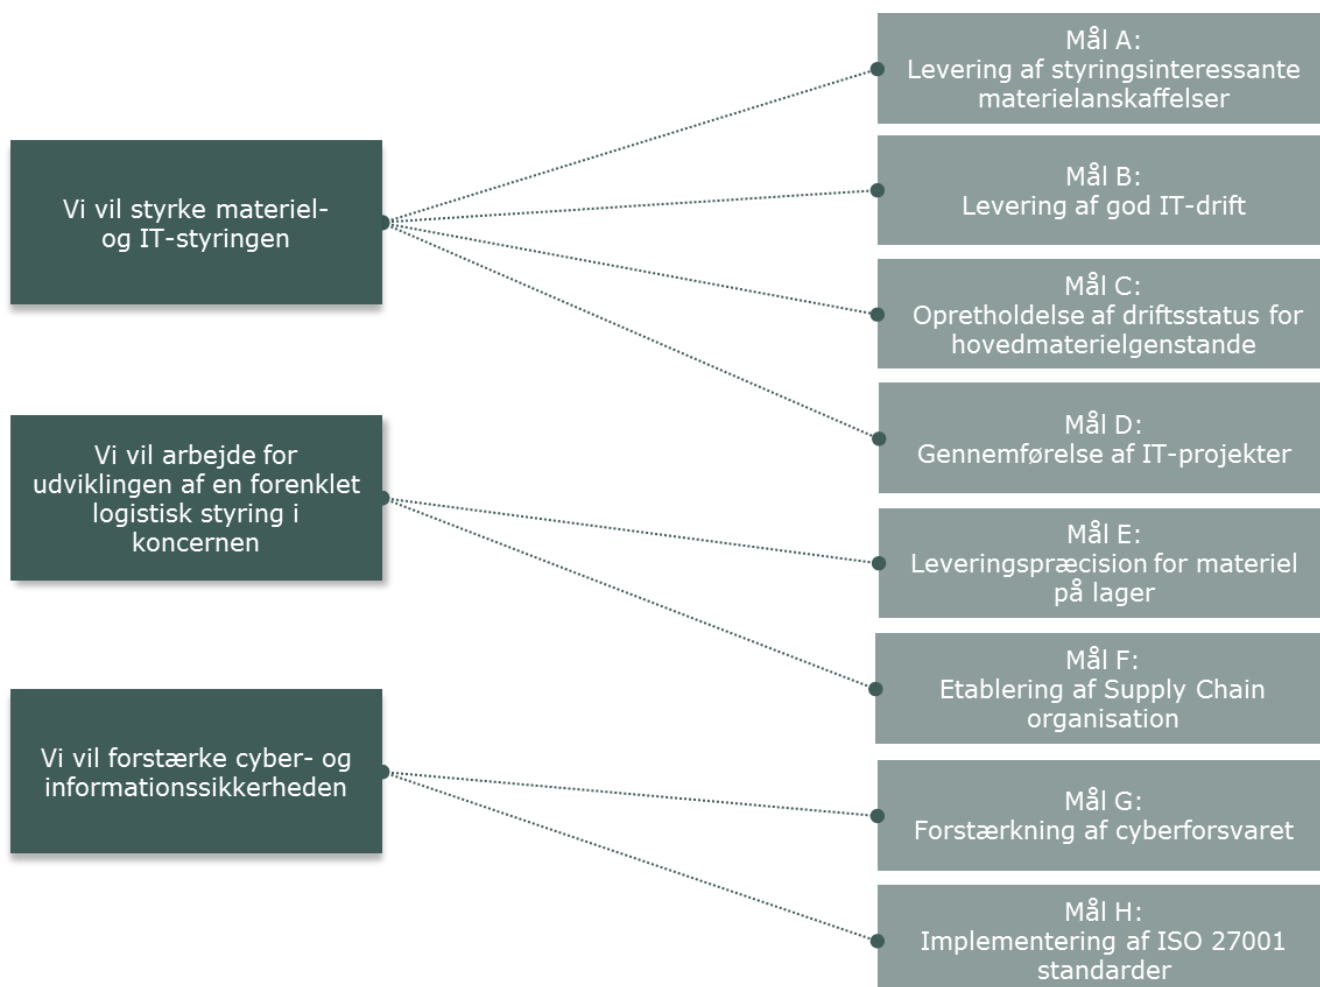 Vi vil styrke materiel-
og IT-styringen
Vi vil arbejde for
udviklingen af en forenklet
logistisk styring i
koncernen
Vi vil forstærke cyber- og
informationssikkerheden
Mål A:
Levering af styringsinteressante
materielanskaffelser
Mål B:
Levering af god IT-drift
Mål C:
Opretholdelse af driftsstatus for
hovedmaterielgenstande
Mål D:
Gennemførelse af IT-projekter
Mål E:
Leveringspræcision for materiel
på lager
Mål F:
Etablering af Supply Chain
organisation
Mål G:
Forstærkning af cyberforsvaret
Mål H:
Implementering af ISO 27001
standarder